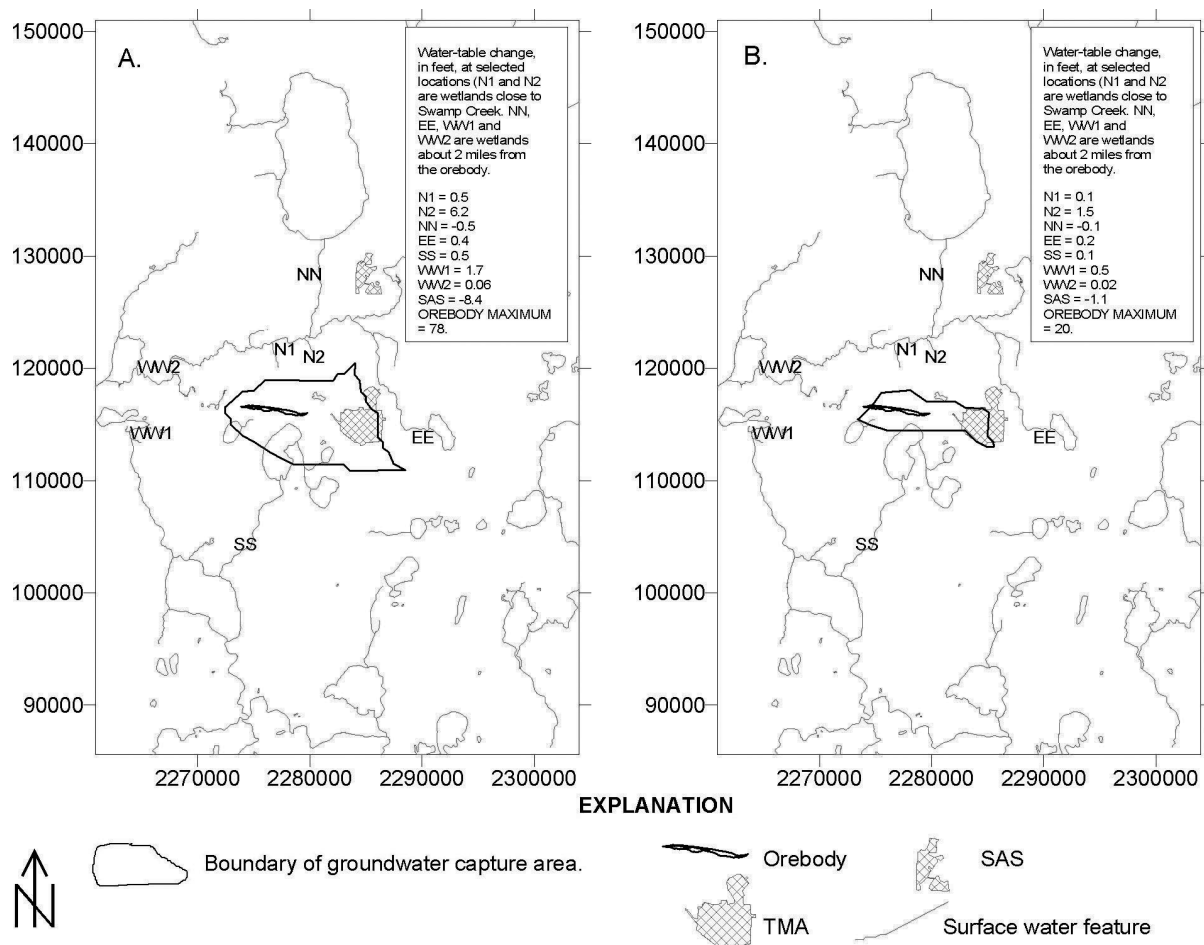 A.
Water-table change,
in feet, at selected
locations (N1 and N2
are wetlands close to
Swamp Creek. NN,
EE, WW1 and
WW2 are wetlands
about 2 miles from
the orebody.
N1 = 0.5
N2 = 6.2
NN = -0.5
EE = 0.4
SS = 0.5
WW1 = 1.7
WW2 = 0.06
SAS = -8.4
OREBODY MAXIMUM
= 78.
150000
140000
130000
120000
110000
100000
90000
NN
N1
N2
WW2
WW1
EE
SS
2270000 2280000 2290000 2300000
B.
Water-table change,
in feet, at selected
locations (N1 and N2
are wetlands close to
Swamp Creek. NN,
EE, WW1 and
WW2 are wetlands
about 2 miles from
the orebody.
N1 = 0.1
N2 = 1.5
NN = -0.1
EE = 0.2
SS = 0.1
WW1 = 0.5
WW2 = 0.02
SAS = -1.1
OREBODY MAXIMUM
= 20.
150000
140000
130000
120000
110000
100000
90000
NN
N1
N2
WW2
WW1
EE
SS
2270000 2280000 2290000 2300000
EXPLANATION
N
Boundary of groundwater capture area.
Orebody
SAS
TMA
Surface water feature